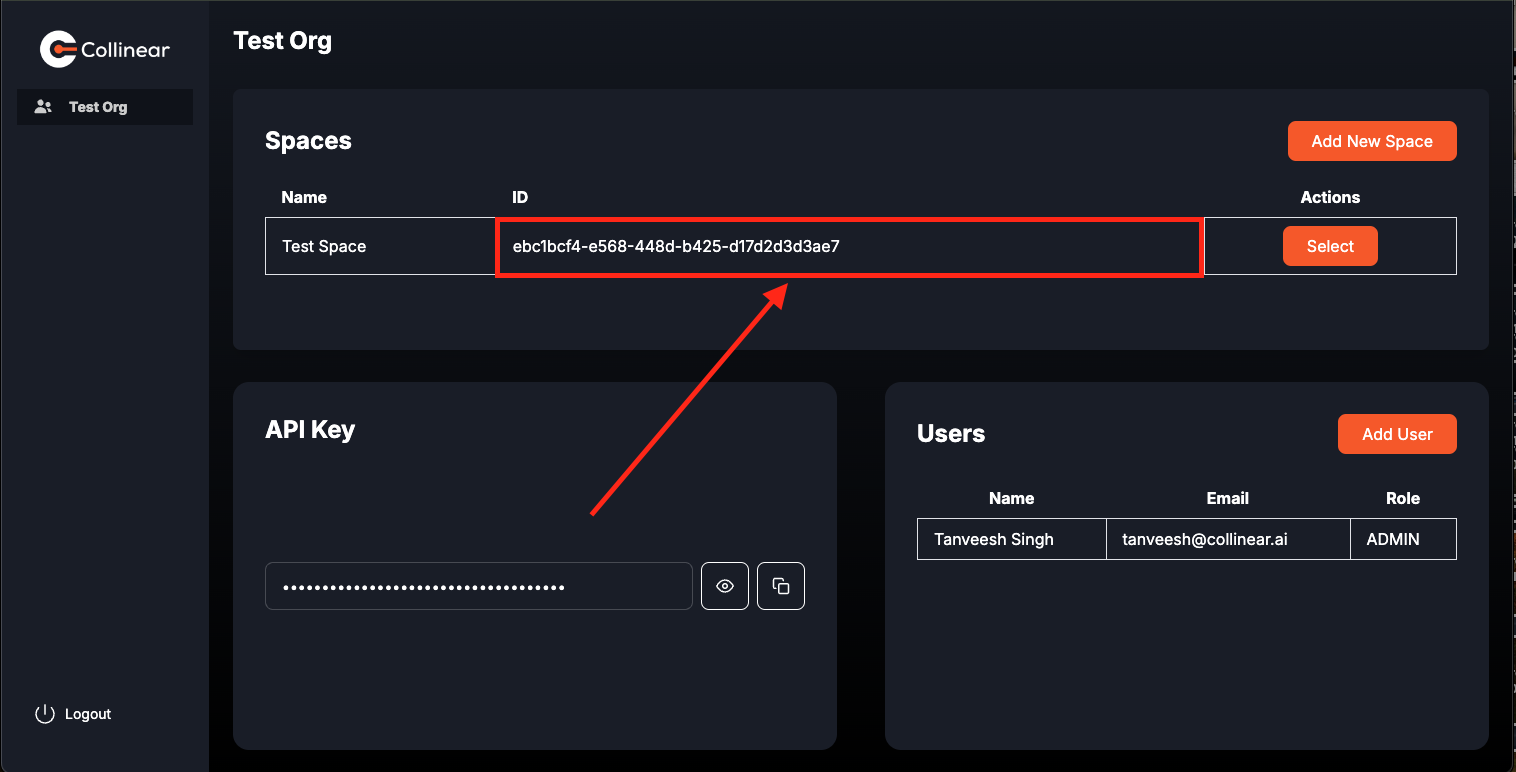 Collinear
Test Org
Logout
Test Org
Spaces
Add New Space
Name ID Actions
Test Space ebc1bcf4-e568-448d-b425-d17d2d3d3ae7 Select
API Key
••••••••••••••••••••••••••••••••••••
Users
Add User
Name Email Role
Tanveesh Singh tanveesh@collinear.ai ADMIN